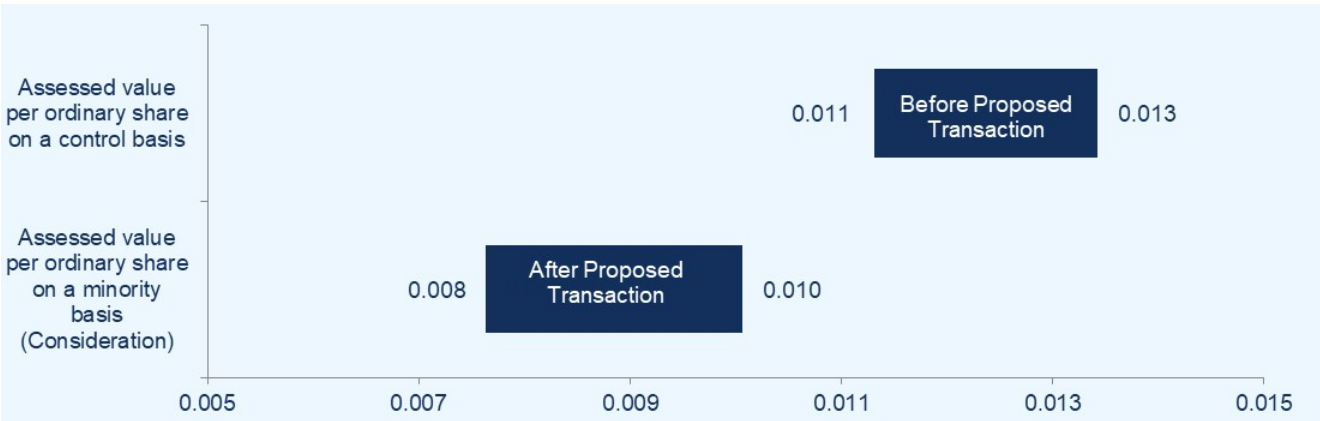 Assessed value
per ordinary share
on a control basis
0.011
Before Proposed
Transaction
0.013
Assessed value
per ordinary share
on a minority
basis
(Consideration)
0.008
After Proposed
Transaction
0.010
0.005 0.007 0.009 0.011 0.013 0.015